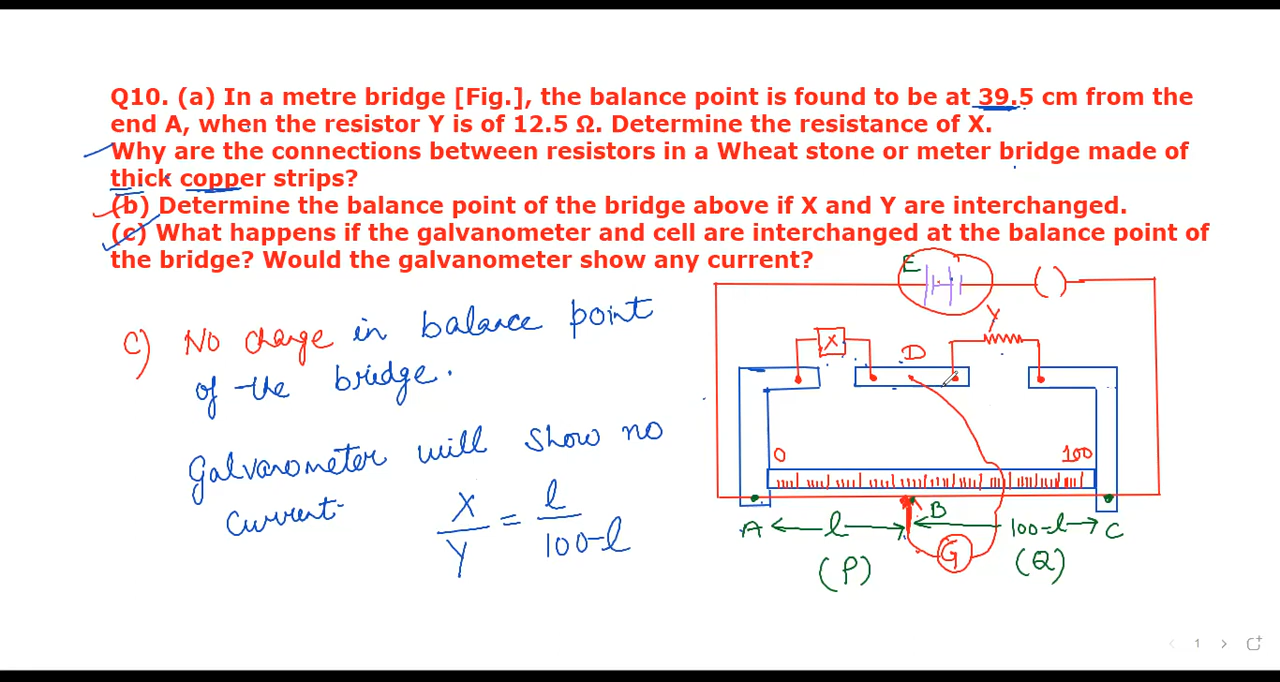 Q10. (a) In a metre bridge [Fig.], the balance point is found to be at 39.5 cm from the
end A, when the resistor Y is of 12.5 Ω. Determine the resistance of X.
Why are the connections between resistors in a Wheat stone or meter bridge made of
thick copper strips?
(b) Determine the balance point of the bridge above if X and Y are interchanged.
(c) What happens if the galvanometer and cell are interchanged at the balance point of
the bridge? Would the galvanometer show any current?
c) No change in balance point
of the bridge.
Galvanometer will show no
current.
X/Y = l/100-l
E
( )
X
D
Y
0
100
A
l
B
100-l
C
G
(P)
(Q)
1